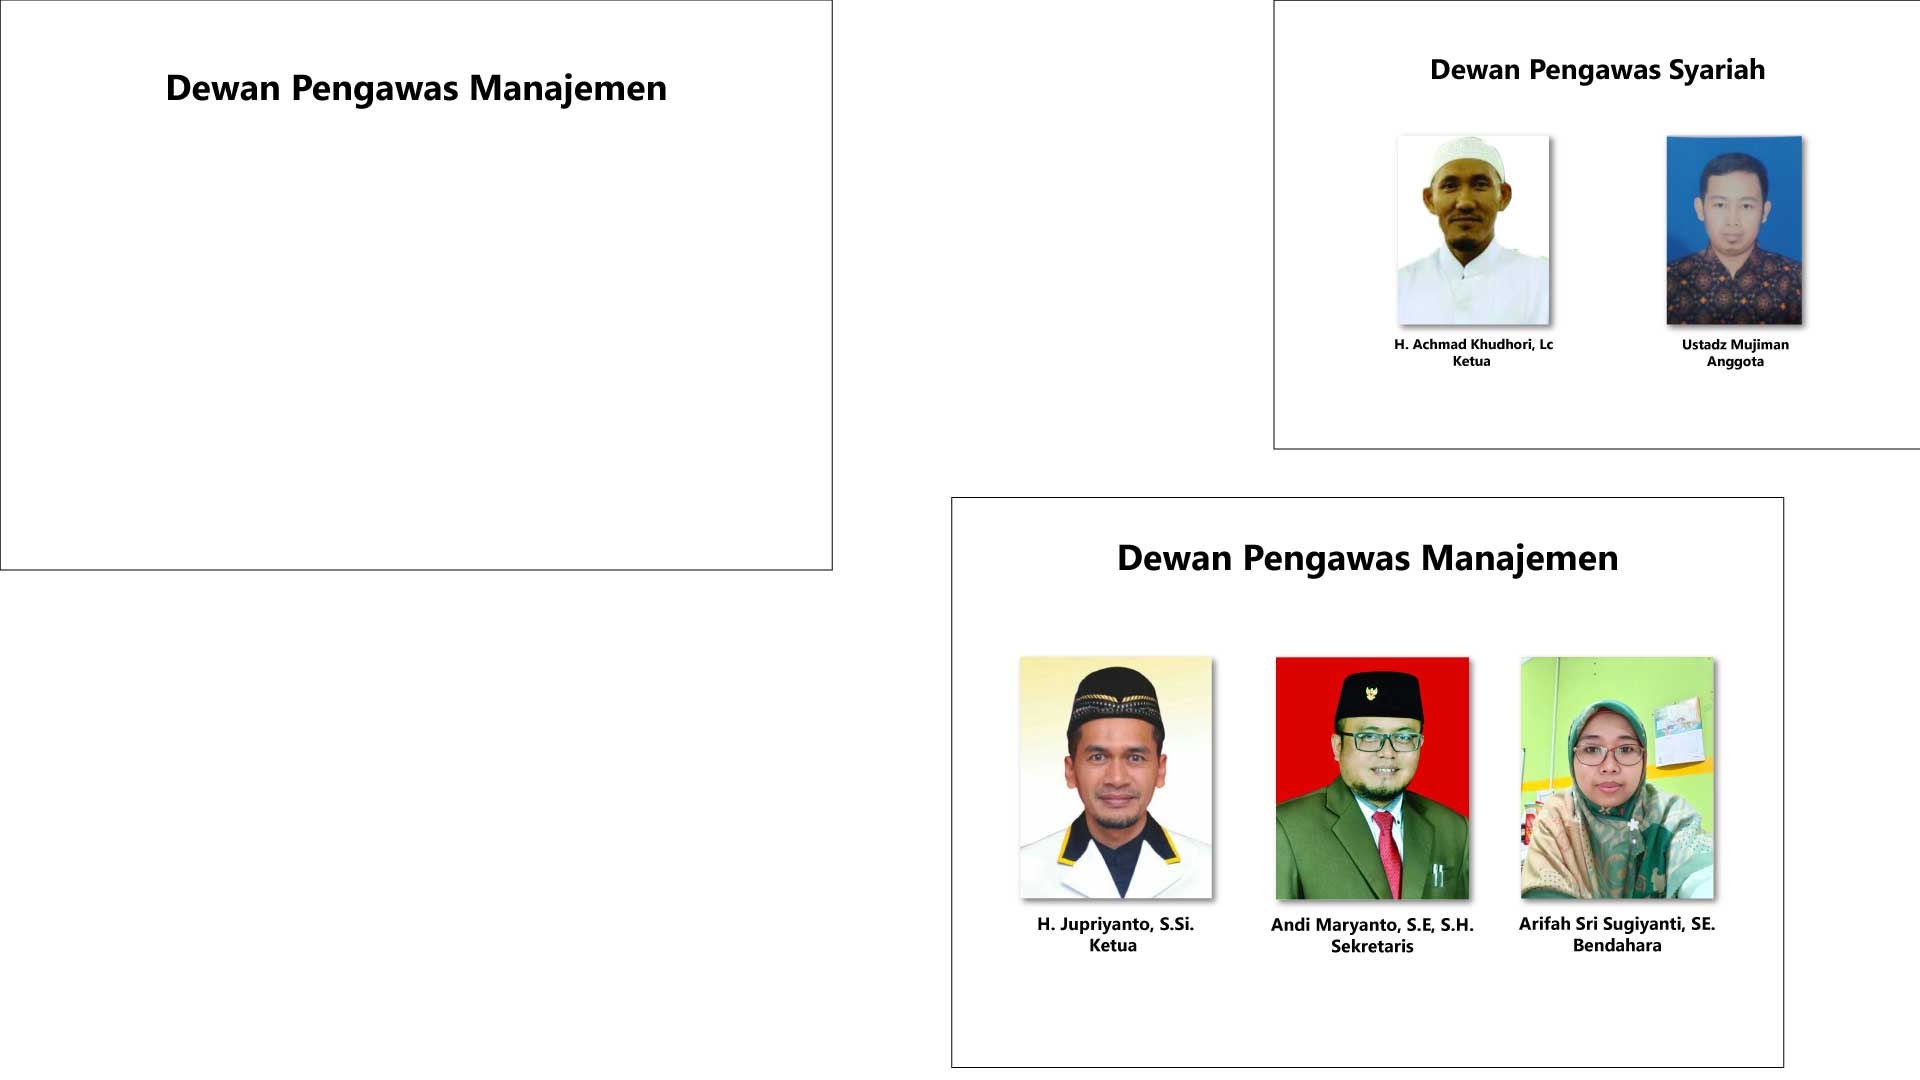 Dewan Pengawas Manajemen
Dewan Pengawas Syariah
H. Achmad Khudhori, Lc
Ketua
Ustadz Mujiman
Anggota
Dewan Pengawas Manajemen
H. Jupriyanto, S.Si.
Ketua
Andi Maryanto, S.E, S.H.
Sekretaris
Arifah Sri Sugiyanti, SE.
Bendahara